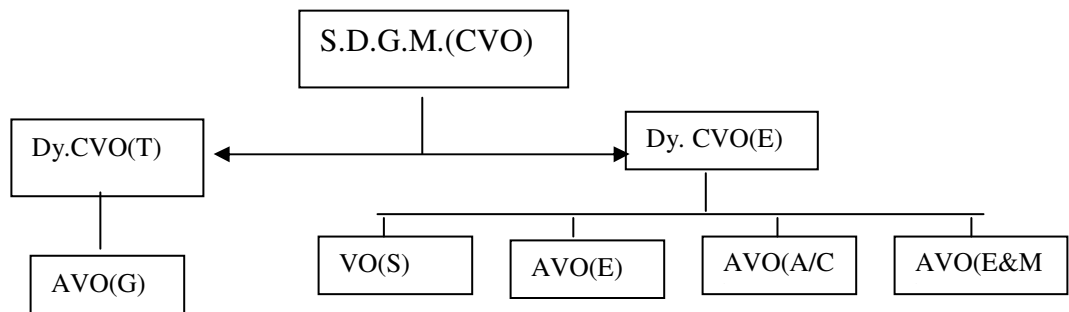 S.D.G.M.(CVO)
Dy.CVO(T)
Dy. CVO(E)
VO(S)
AVO(E)
AVO(A/C
AVO(E&M
AVO(G)